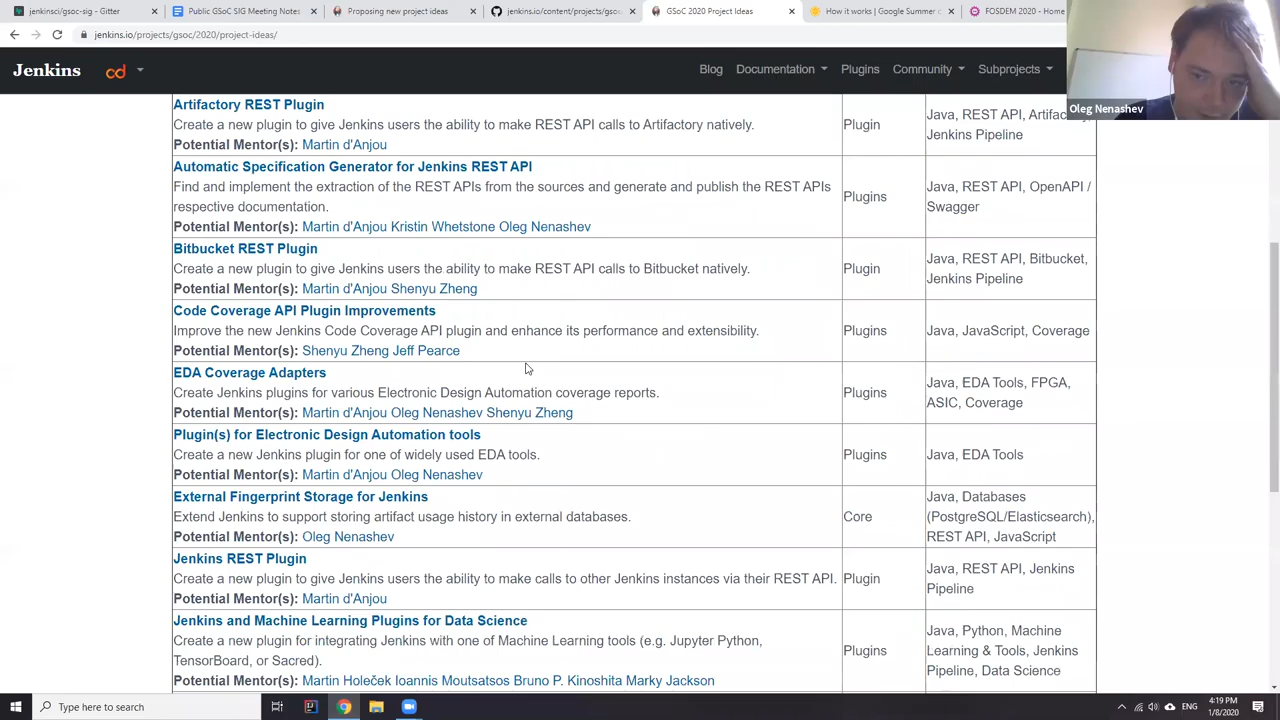 jenkinsci/gsoc-sig - Gitter
Public GSoC SIG Meeting Notes
Proposing new project ideas
jenkins.io/content/projects/gsoc
GSoC 2020 Project Ideas
How it works | Google Summer o
FOSDEM 2020 - Home
jenkins.io/projects/gsoc/2020/project-ideas/
Jenkins
cd
Blog
Documentation
Plugins
Community
Subprojects
Oleg Nenashev
Artifactory REST Plugin
Create a new plugin to give Jenkins users the ability to make REST API calls to Artifactory natively.
Potential Mentor(s): Martin d'Anjou
Plugin
Java, REST API, Artifac
Jenkins Pipeline
Automatic Specification Generator for Jenkins REST API
Find and implement the extraction of the REST APIs from the sources and generate and publish the REST APIs
respective documentation.
Potential Mentor(s): Martin d'Anjou Kristin Whetstone Oleg Nenashev
Plugins
Java, REST API, OpenAPI /
Swagger
Bitbucket REST Plugin
Create a new plugin to give Jenkins users the ability to make REST API calls to Bitbucket natively.
Potential Mentor(s): Martin d'Anjou Shenyu Zheng
Plugin
Java, REST API, Bitbucket,
Jenkins Pipeline
Code Coverage API Plugin Improvements
Improve the new Jenkins Code Coverage API plugin and enhance its performance and extensibility.
Potential Mentor(s): Shenyu Zheng Jeff Pearce
Plugins
Java, JavaScript, Coverage
EDA Coverage Adapters
Create Jenkins plugins for various Electronic Design Automation coverage reports.
Potential Mentor(s): Martin d'Anjou Oleg Nenashev Shenyu Zheng
Plugins
Java, EDA Tools, FPGA,
ASIC, Coverage
Plugin(s) for Electronic Design Automation tools
Create a new Jenkins plugin for one of widely used EDA tools.
Potential Mentor(s): Martin d'Anjou Oleg Nenashev
Plugins
Java, EDA Tools
External Fingerprint Storage for Jenkins
Extend Jenkins to support storing artifact usage history in external databases.
Potential Mentor(s): Oleg Nenashev
Core
Java, Databases
(PostgreSQL/Elasticsearch),
REST API, JavaScript
Jenkins REST Plugin
Create a new plugin to give Jenkins users the ability to make calls to other Jenkins instances via their REST API.
Potential Mentor(s): Martin d'Anjou
Plugin
Java, REST API, Jenkins
Pipeline
Jenkins and Machine Learning Plugins for Data Science
Create a new plugin for integrating Jenkins with one of Machine Learning tools (e.g. Jupyter Python,
TensorBoard, or Sacred).
Potential Mentor(s): Martin Holeček Ioannis Moutsatsos Bruno P. Kinoshita Marky Jackson
Plugins
Java, Python, Machine
Learning & Tools, Jenkins
Pipeline, Data Science
Type here to search
ENG
4:19 PM
1/8/2020